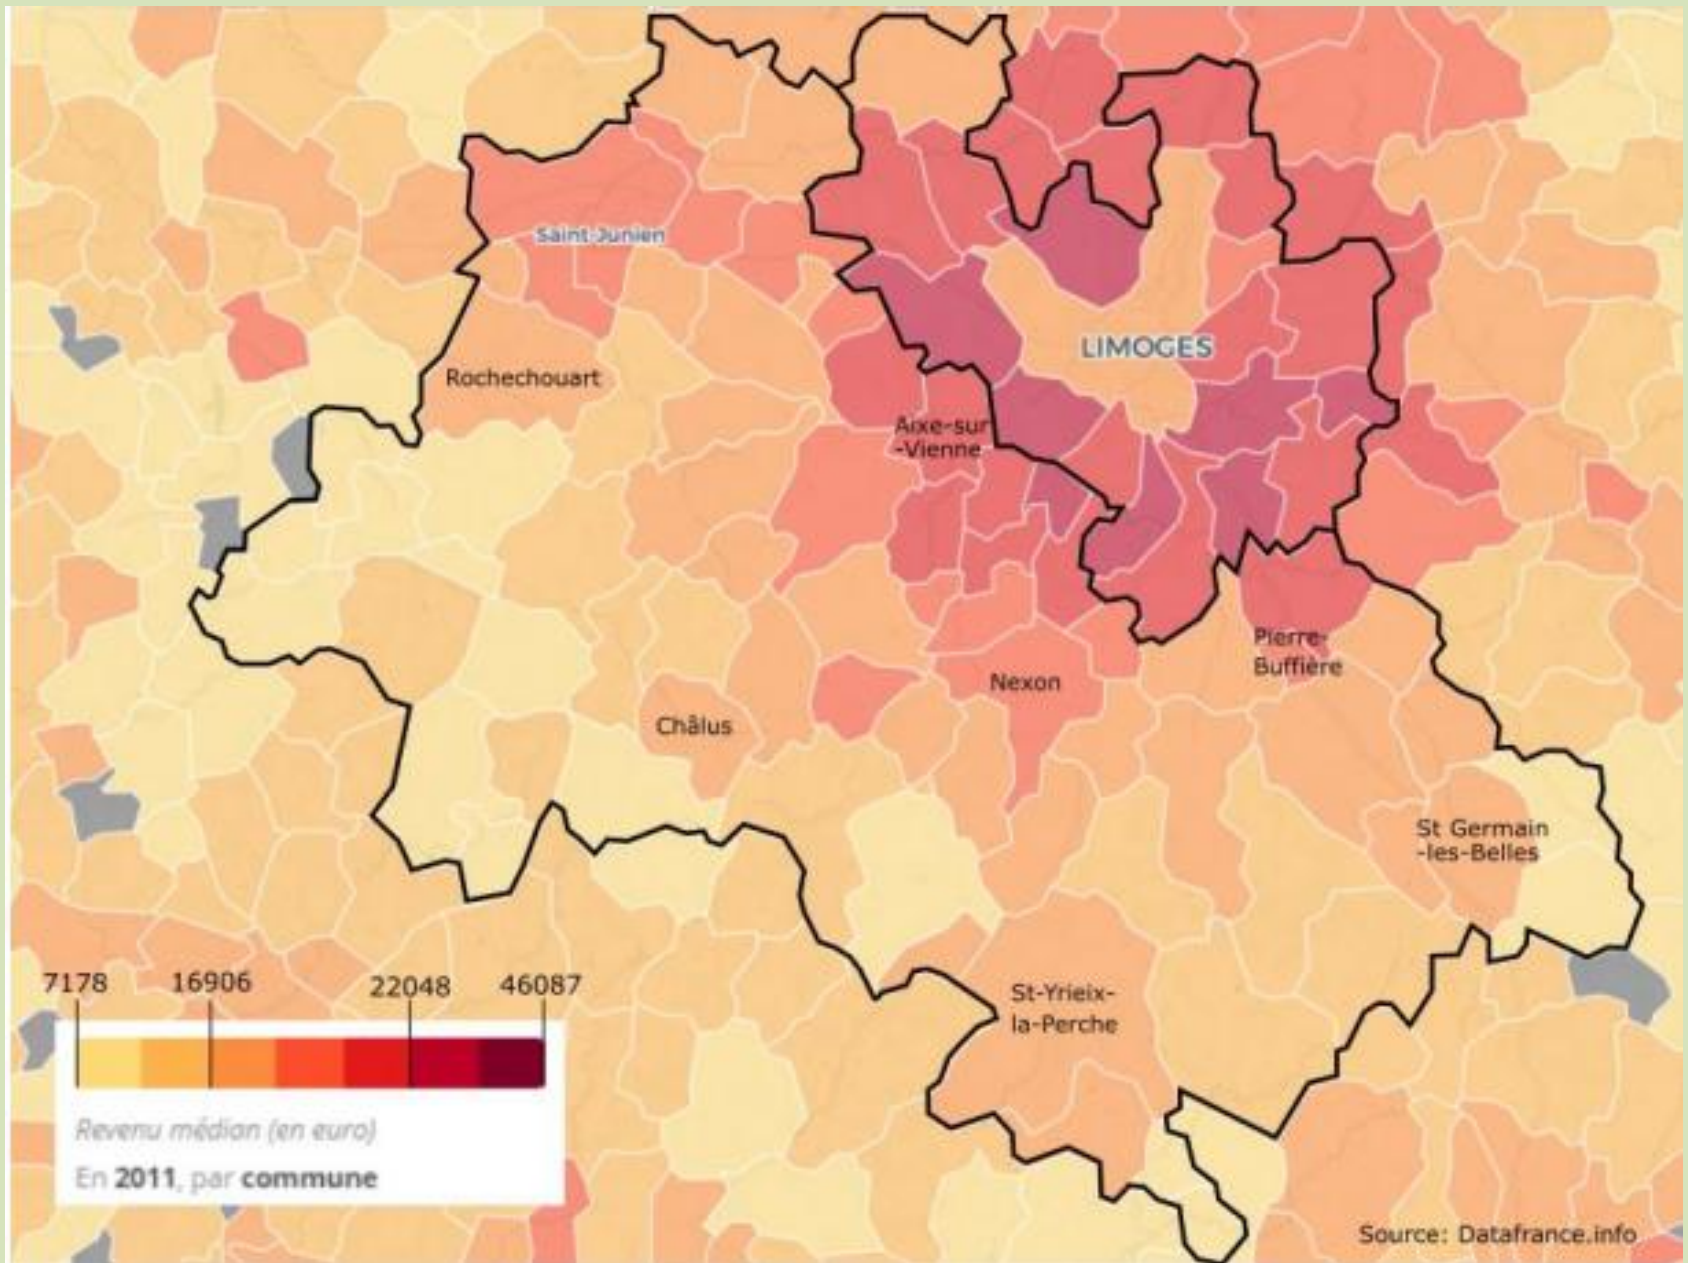 Saint-Junien
LIMOGES
Rochechouart
Aixe-sur
-Vienne
Pierre-
Buffière
Nexon
Châlus
St Germain
-les-Belles
St-Yrieix-
la-Perche
7178 16906 22048 46087
Revenu médian (en euro)
En 2011, par commune
Source: Datafrance.info